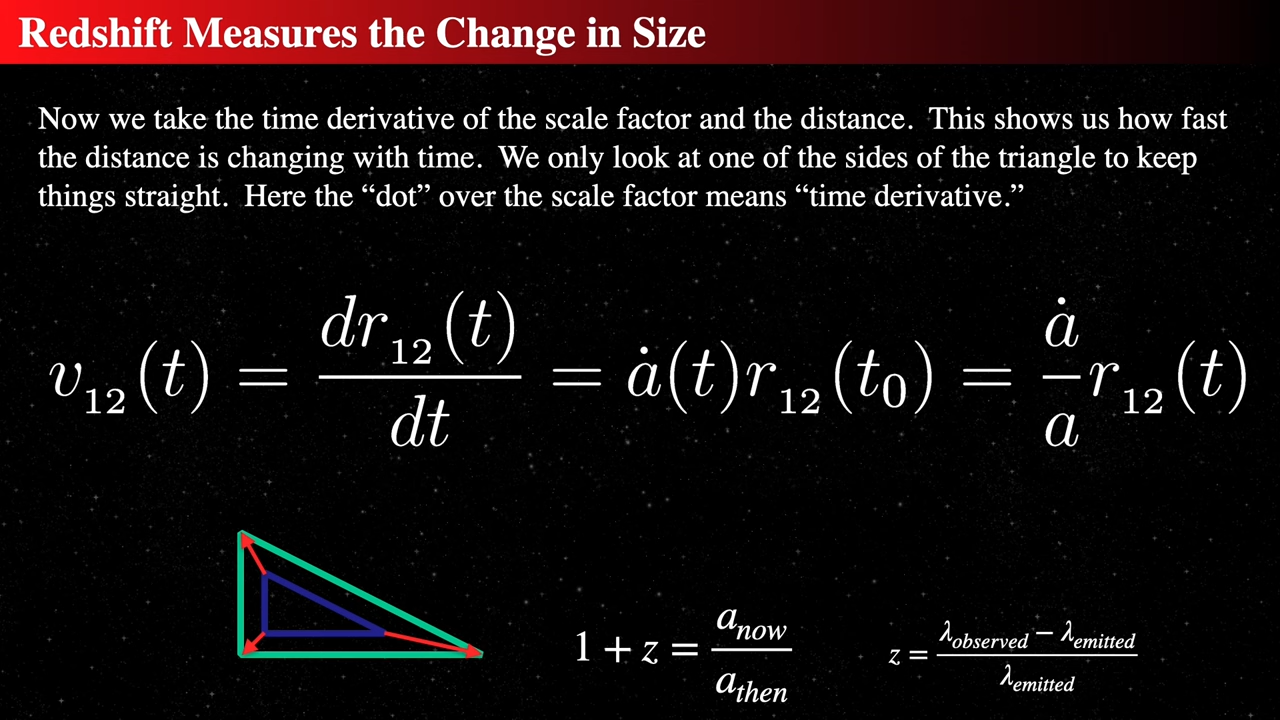 Redshift Measures the Change in Size
Now we take the time derivative of the scale factor and the distance.  This shows us how fast
the distance is changing with time.  We only look at one of the sides of the triangle to keep
things straight.  Here the “dot” over the scale factor means “time derivative.”
v₁₂(t) = dr₁₂(t)/dt = ȧ(t)r₁₂(t₀) = ȧ/a r₁₂(t)
1 + z = a_now/a_then
z = (λ_observed − λ_emitted)/λ_emitted